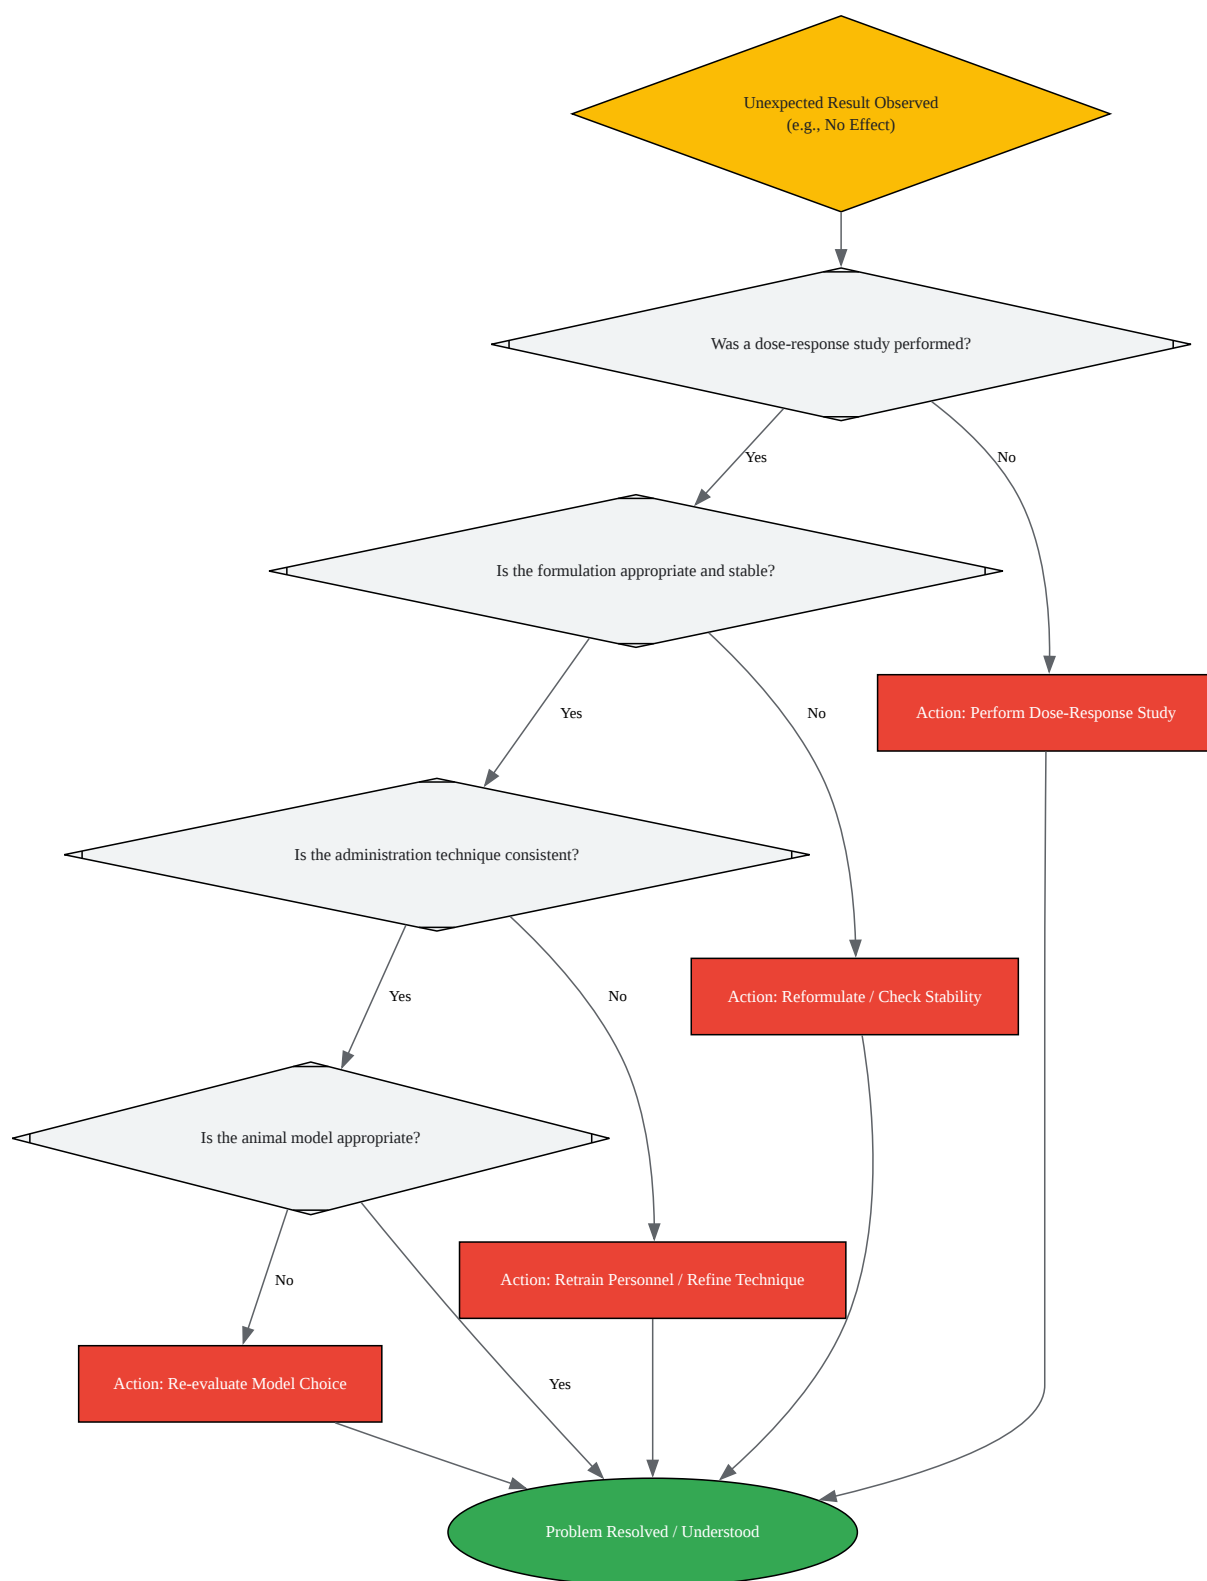 Unexpected Result Observed
(e.g., No Effect)
Was a dose-response study performed?
Yes
No
Is the formulation appropriate and stable?
Yes
No
Action: Perform Dose-Response Study
Is the administration technique consistent?
Yes
No
Action: Reformulate / Check Stability
Is the animal model appropriate?
No
Action: Retrain Personnel / Refine Technique
Yes
Action: Re-evaluate Model Choice
Problem Resolved / Understood